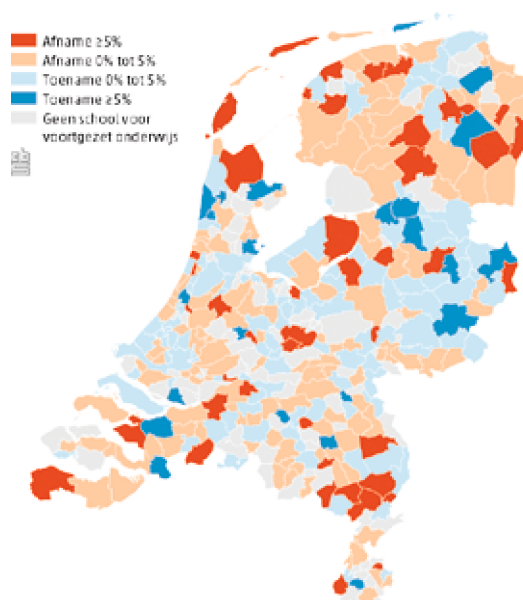 Afname ≥5%
Afname 0% tot 5%
Toename 0% tot 5%
Toename ≥5%
Geen school voor
voortgezet onderwijs